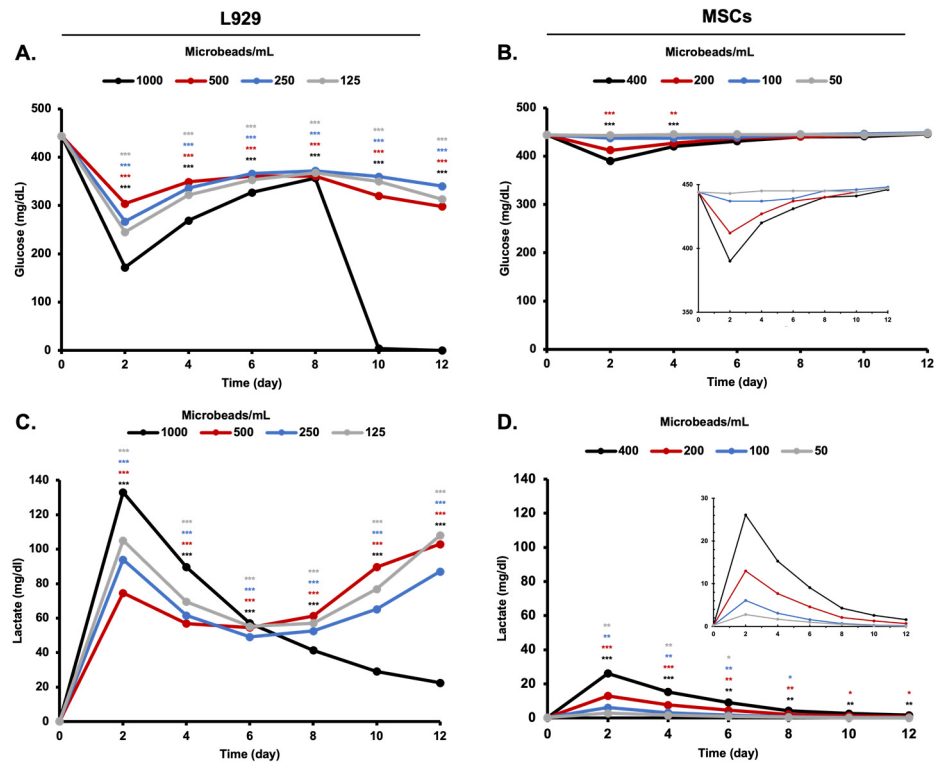 L929
MSCs
A.
Microbeads/mL
1000 500 250 125
Glucose (mg/dL)
500
400
300
200
100
0
*** *** *** *** *** ***
*** *** *** *** *** ***
*** *** *** *** *** ***
*** *** *** *** *** ***
0 2 4 6 8 10 12
Time (day)
B.
Microbeads/mL
400 200 100 50
Glucose (mg/dL)
500
400
300
200
100
0
*** **
*** ***
450
400
350
0 2 4 6 8 10 12
0 2 4 6 8 10 12
Time (day)
C.
Microbeads/mL
1000 500 250 125
Lactate (mg/dl)
140
120
100
80
60
40
20
0
*** *** *** *** *** ***
*** *** *** *** *** ***
*** *** *** *** *** ***
*** *** *** *** *** ***
0 2 4 6 8 10 12
Time (day)
D.
Microbeads/mL
400 200 100 50
Lactate (mg/dl)
140
120
100
80
60
40
20
0
30
20
10
0
0 2 4 6 8 10 12
** ** *
** ** ** *
*** *** ** ** * *
*** *** ** ** ** **
0 2 4 6 8 10 12
Time (day)